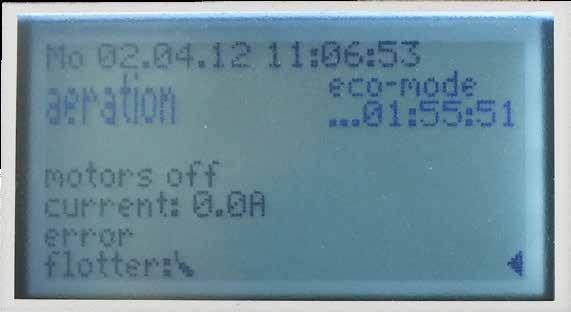 Mo 02.04.12 11:06:53
eco-mode
aeration ...01:55:51
motors off
current: 0.0A
error
flotter: